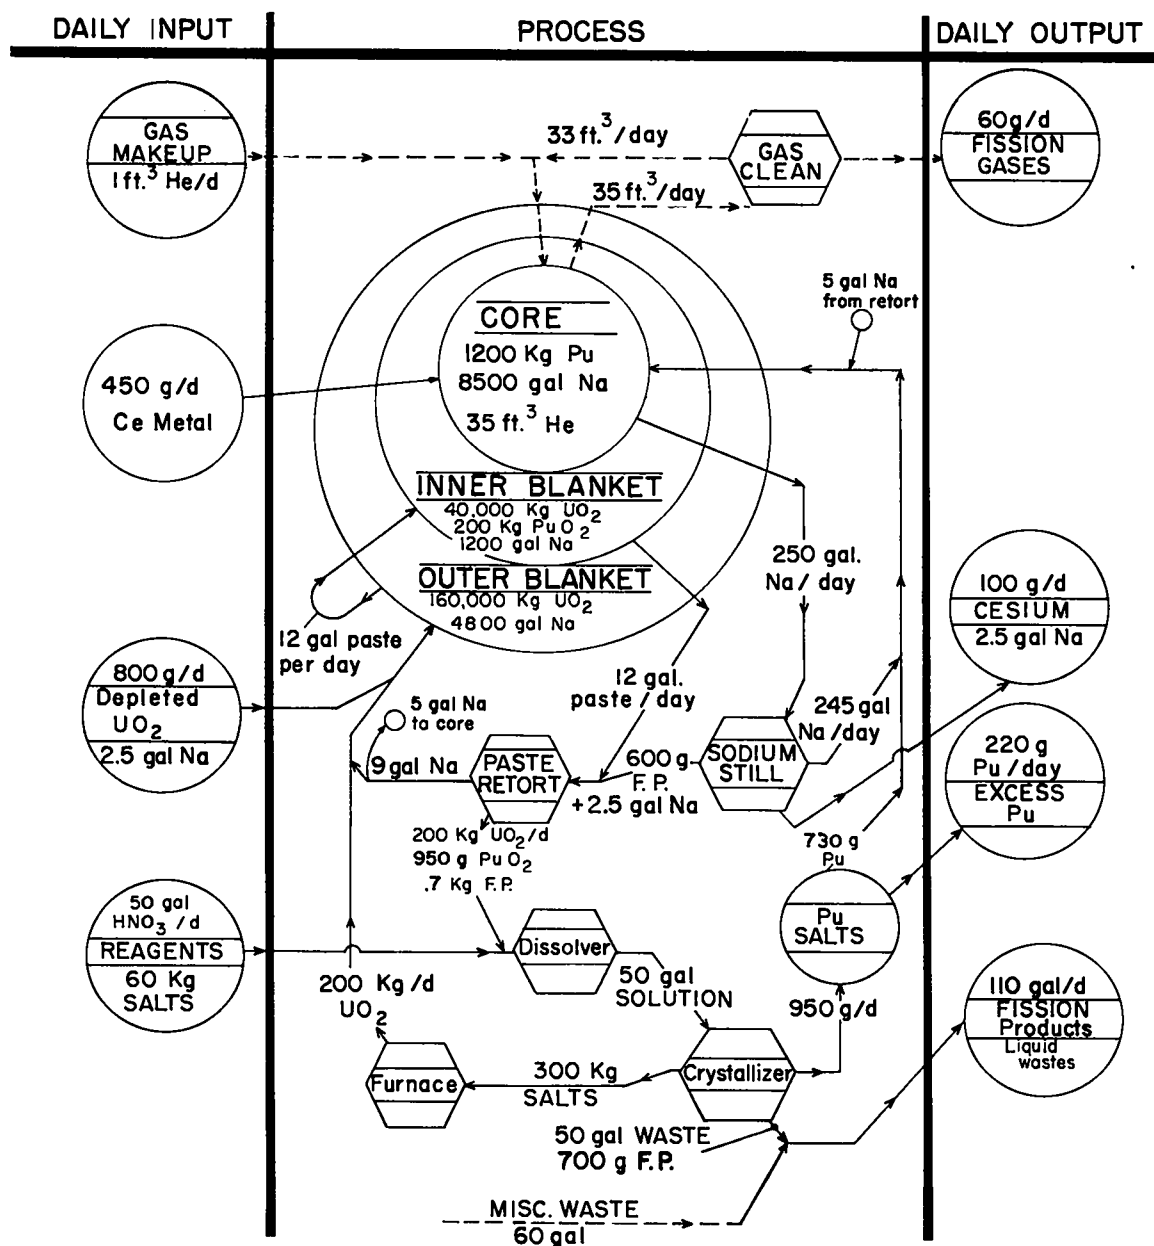 DAILY INPUT
PROCESS
DAILY OUTPUT
GAS
MAKEUP
1 ft.³ He/d
33 ft.³/day
35 ft.³/day
GAS
CLEAN
60g/d
FISSION
GASES
5 gal Na
from retort
CORE
1200 Kg Pu
8500 gal Na
35 ft.³ He
450 g/d
Ce Metal
INNER BLANKET
40,000 Kg UO₂
200 Kg PuO₂
1200 gal Na
OUTER BLANKET
160,000 Kg UO₂
4800 gal Na
250 gal.
Na / day
100 g/d
CESIUM
2.5 gal Na
12 gal paste
per day
800 g/d
Depleted
UO₂
2.5 gal Na
5 gal Na
to core
12 gal.
paste / day
245 gal
Na/day
9 gal Na
PASTE
RETORT
600 g
F. P.
+2.5 gal Na
SODIUM
STILL
220 g
Pu/day
EXCESS
Pu
200 Kg UO₂/d
950 g PuO₂
.7 Kg F.P.
730 g
Pu
50 gal
HNO₃ /d
REAGENTS
60 Kg
SALTS
Dissolver
Pu
SALTS
50 gal
SOLUTION
200 Kg/d
UO₂
950 g/d
110 gal/d
FISSION
Products
Liquid
wastes
Furnace
300 Kg
SALTS
Crystallizer
50 gal WASTE
700 g F.P.
MISC. WASTE
60 gal